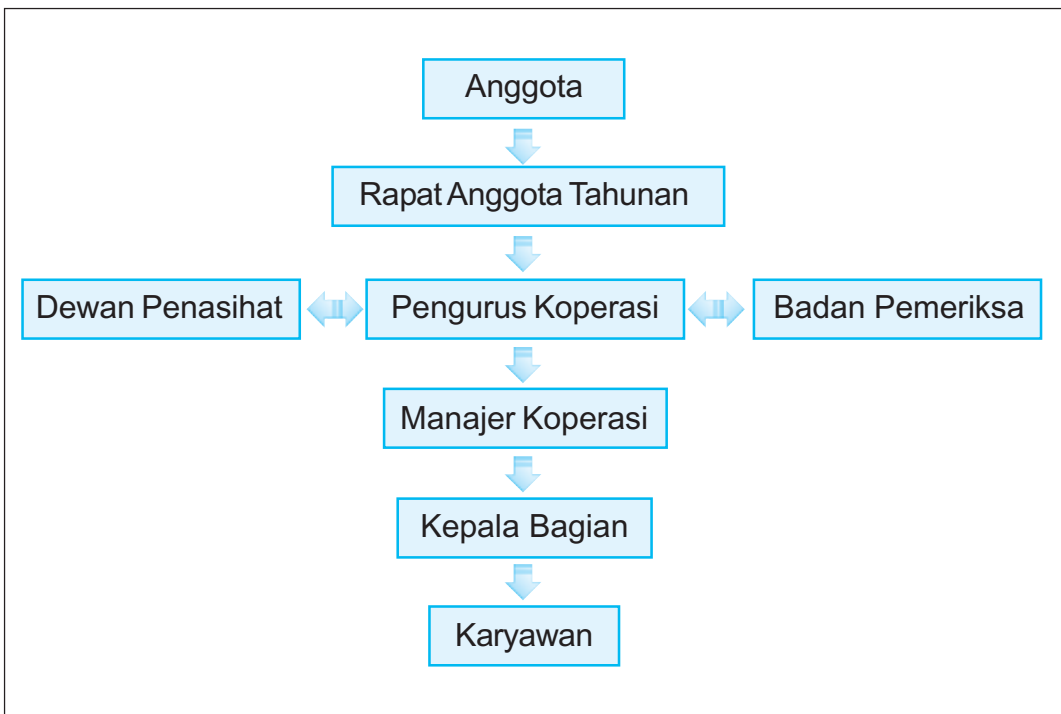 Anggota
Rapat Anggota Tahunan
Dewan Penasihat
Pengurus Koperasi
Badan Pemeriksa
Manajer Koperasi
Kepala Bagian
Karyawan